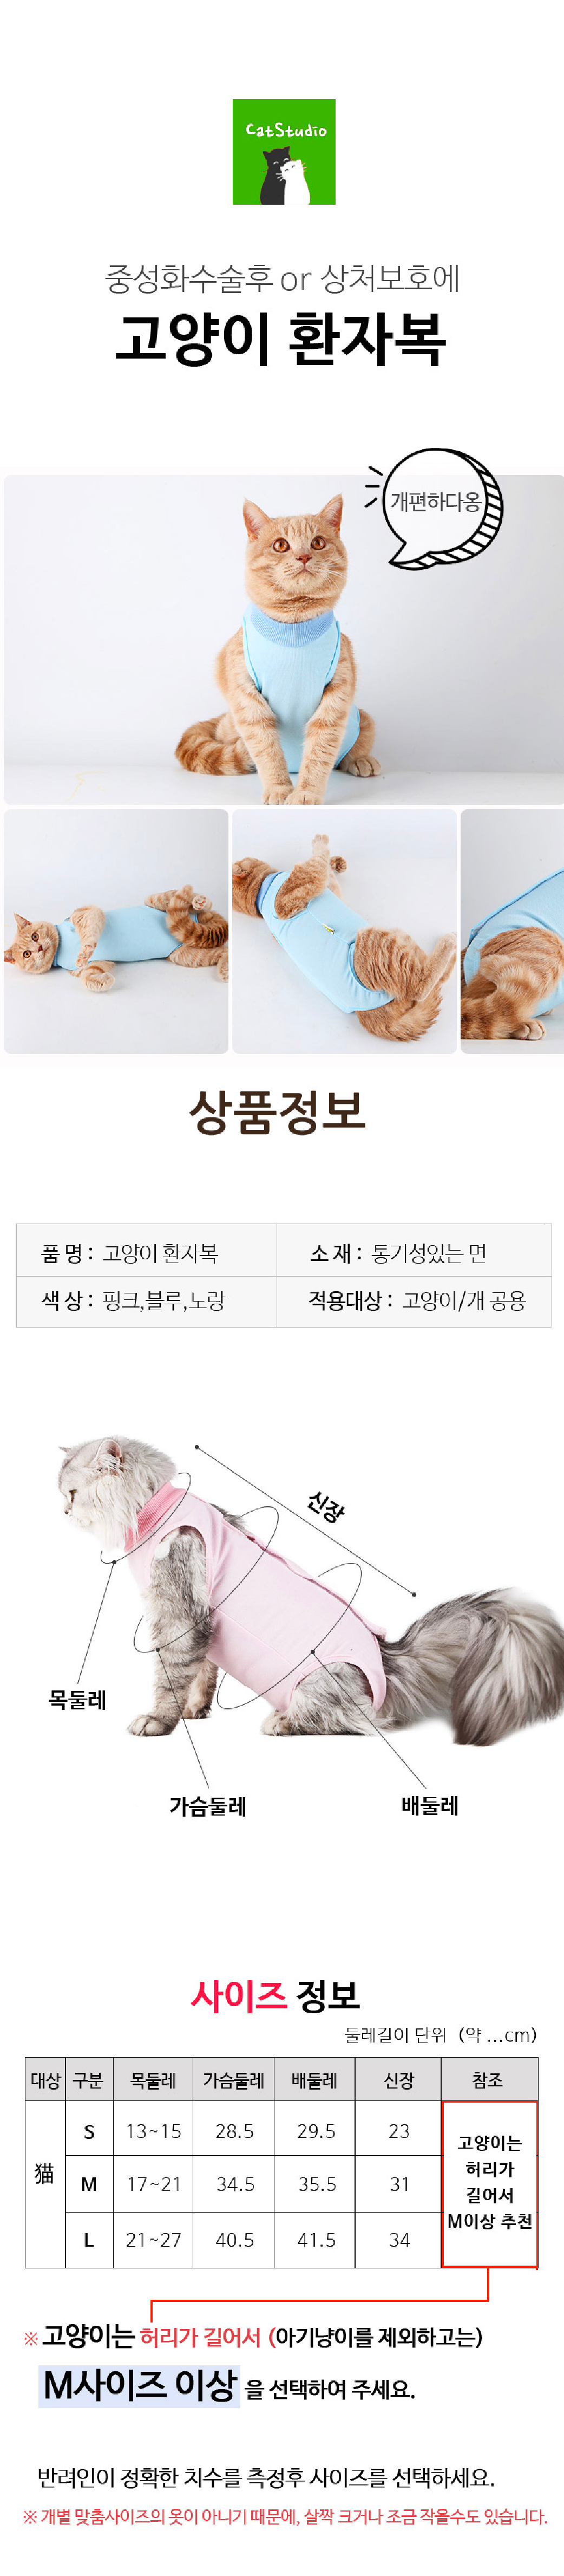 CatStudio
중성화수술후 or 상처보호에
고양이 환자복
개편하다옹
상품정보
품 명 : 고양이 환자복
소 재 : 통기성있는 면
색 상 : 핑크,블루,노랑
적용대상 : 고양이/개 공용
신장
목둘레
가슴둘레
배둘레
사이즈 정보
둘레길이 단위 (약 ...cm)
대상 구분 목둘레 가슴둘레 배둘레 신장 참조
猫
S 13~15 28.5 29.5 23
M 17~21 34.5 35.5 31
L 21~27 40.5 41.5 34
고양이는
허리가
길어서
M이상 추천
※ 고양이는 허리가 길어서 (아기냥이를 제외하고는)
M사이즈 이상 을 선택하여 주세요.
반려인이 정확한 치수를 측정후 사이즈를 선택하세요.
※ 개별 맞춤사이즈의 옷이 아니기 때문에, 살짝 크거나 조금 작을수도 있습니다.